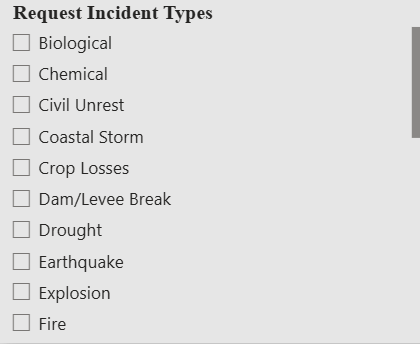 Request Incident Types
Biological
Chemical
Civil Unrest
Coastal Storm
Crop Losses
Dam/Levee Break
Drought
Earthquake
Explosion
Fire